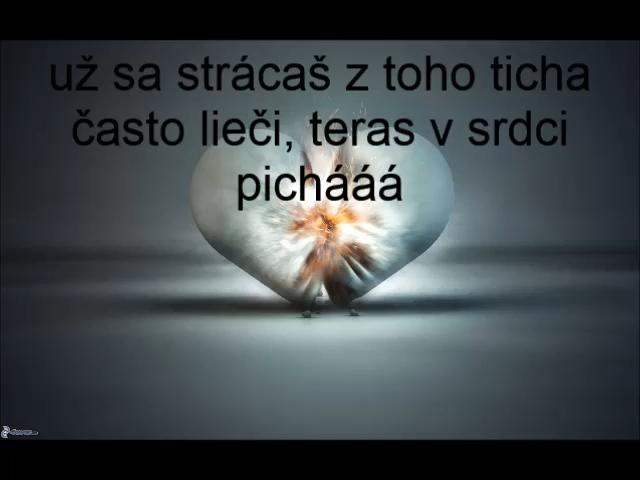 už sa strácaš z toho ticha
často lieči, teras v srdci
picháááá